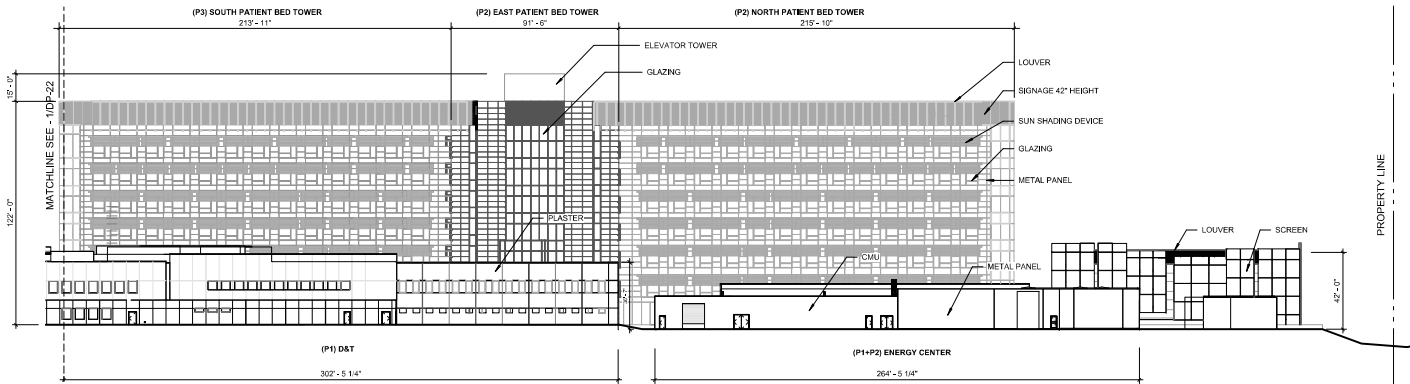 (P3) SOUTH PATIENT BED TOWER
213' - 11"
(P2) EAST PATIENT BED TOWER
91' - 6"
(P2) NORTH PATIENT BED TOWER
215' - 10"
ELEVATOR TOWER
GLAZING
LOUVER
SIGNAGE 42" HEIGHT
SUN SHADING DEVICE
GLAZING
METAL PANEL
15' - 0"
122' - 0"
MATCHLINE SEE - 1/DP-22
PLASTER
CMU
METAL PANEL
LOUVER
SCREEN
42' - 0"
PROPERTY LINE
(P1) D&T
302' - 5 1/4"
(P1+P2) ENERGY CENTER
264' - 5 1/4"